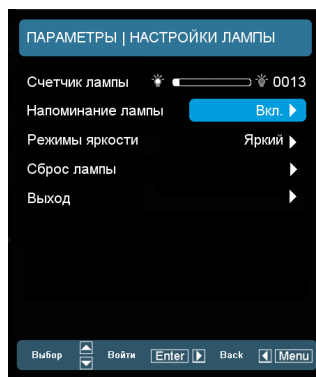 ПАРАМЕТРЫ | НАСТРОЙКИ ЛАМПЫ
Счетчик лампы 0013
Напоминание лампы Вкл.
Режимы яркости Яркий
Сброс лампы
Выход
Выбор Войти Enter Back Menu